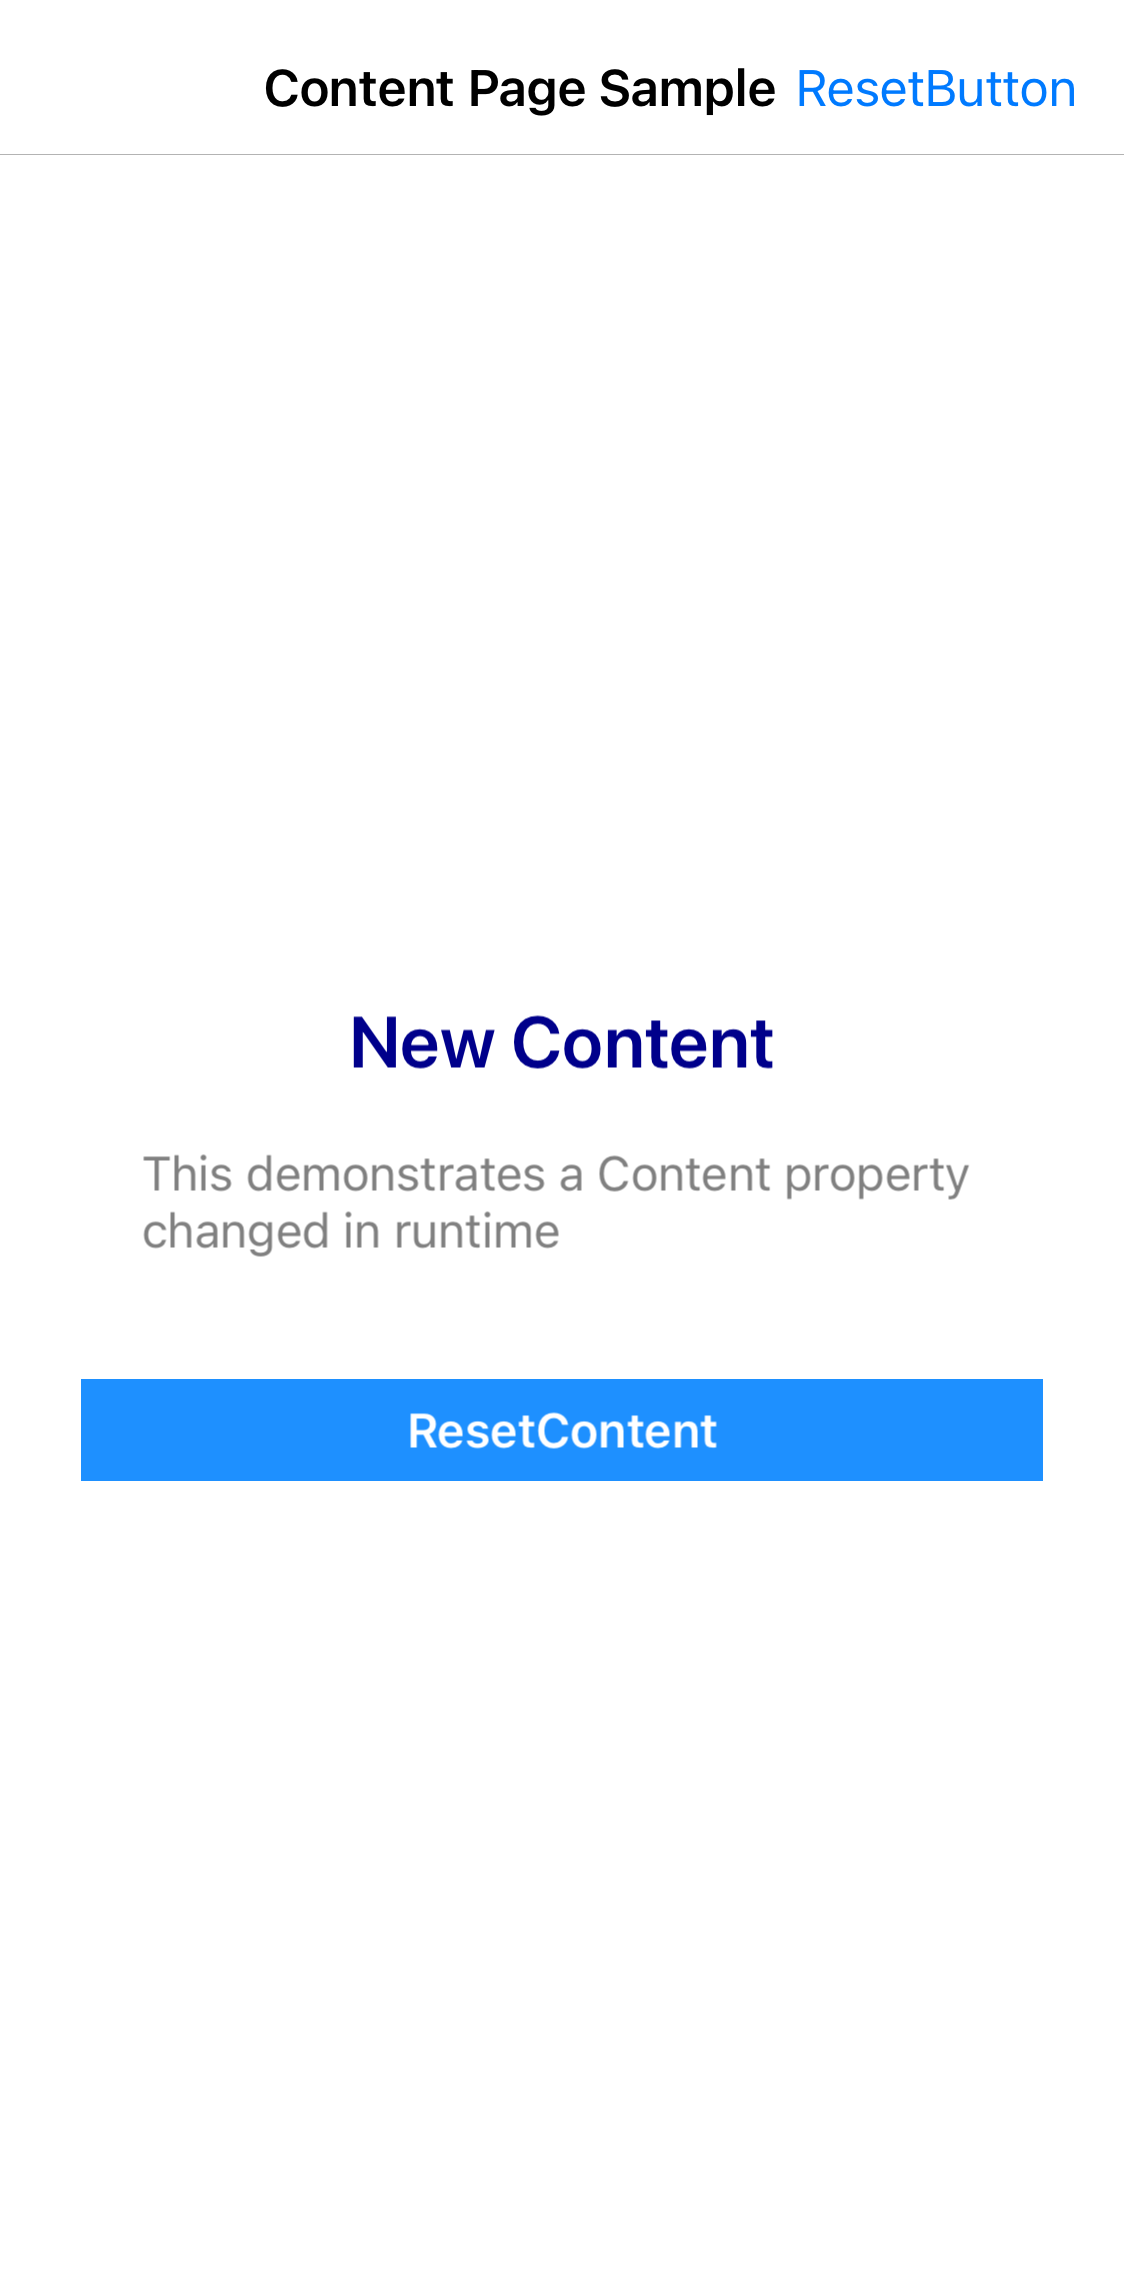 Content Page Sample ResetButton
New Content
This demonstrates a Content property
changed in runtime
ResetContent